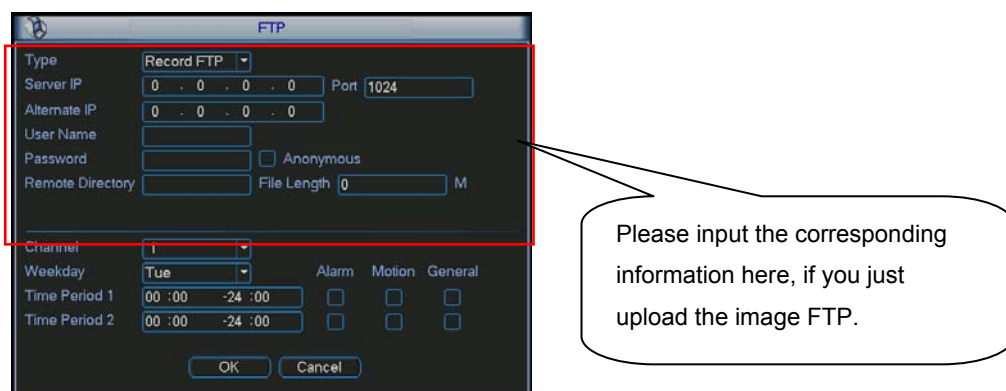 FTP
Type Record FTP
Server IP 0 . 0 . 0 . 0 Port 1024
Alternate IP 0 . 0 . 0 . 0
User Name
Password Anonymous
Remote Directory File Length 0 M
Channel 1
Weekday Tue Alarm Motion General
Time Period 1 00 :00 -24 :00
Time Period 2 00 :00 -24 :00
OK Cancel
Please input the corresponding
information here, if you just
upload the image FTP.